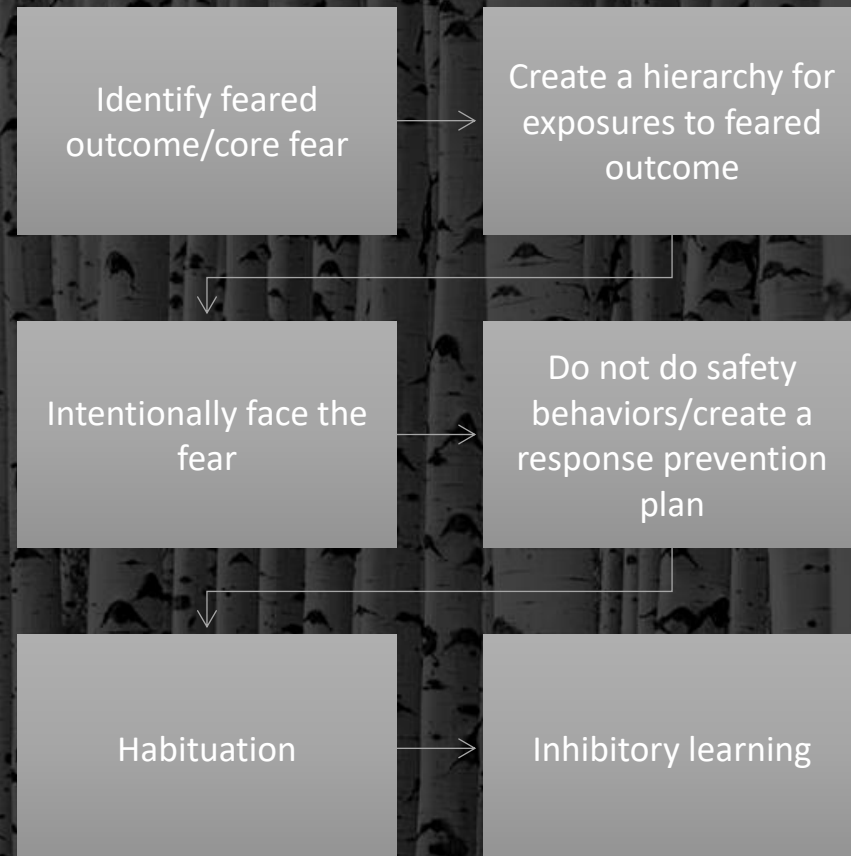 Identify feared
outcome/core fear
Create a hierarchy for
exposures to feared
outcome
Intentionally face the
fear
Do not do safety
behaviors/create a
response prevention
plan
Habituation
Inhibitory learning